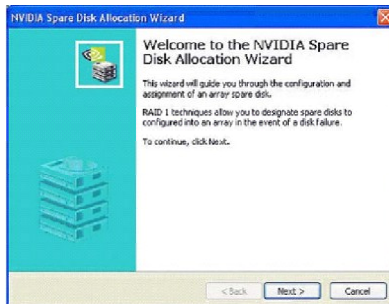 NVIDIA Spare Disk Allocation Wizard
Welcome to the NVIDIA Spare
Disk Allocation Wizard
This wizard will guide you through the configuration and
assignment of an array spare disk.
RAID 1 techniques allow you to designate spare disks to
configured into an array in the event of a disk failure.
To continue, click Next.
< Back
Next >
Cancel